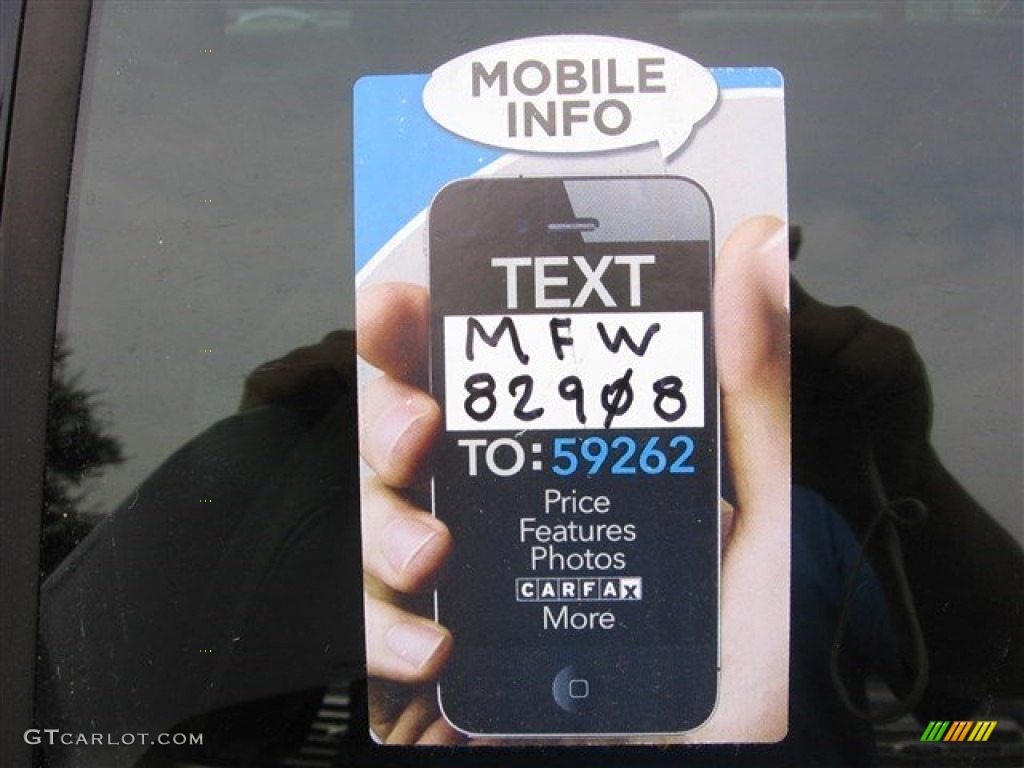 MOBILE
INFO
TEXT
MFW
82908
TO: 59262
Price
Features
Photos
CARFAX
More
GTCARLOT.COM